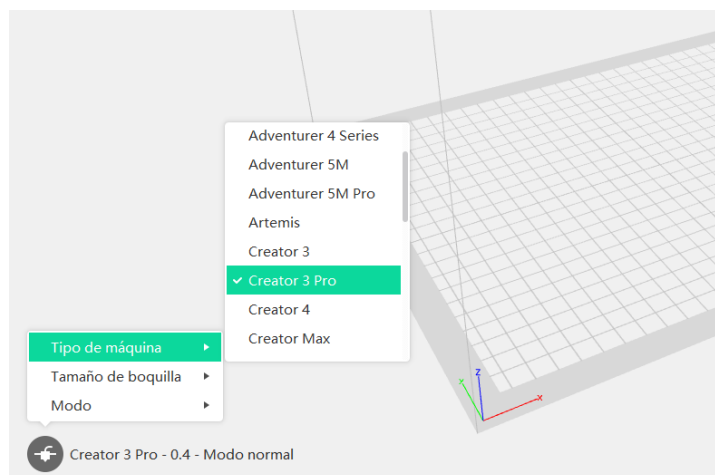 Adventurer 4 Series
Adventurer 5M
Adventurer 5M Pro
Artemis
Creator 3
Creator 3 Pro
Creator 4
Creator Max
Tipo de máquina
Tamaño de boquilla
Modo
Creator 3 Pro - 0.4 - Modo normal
Z
Y
X